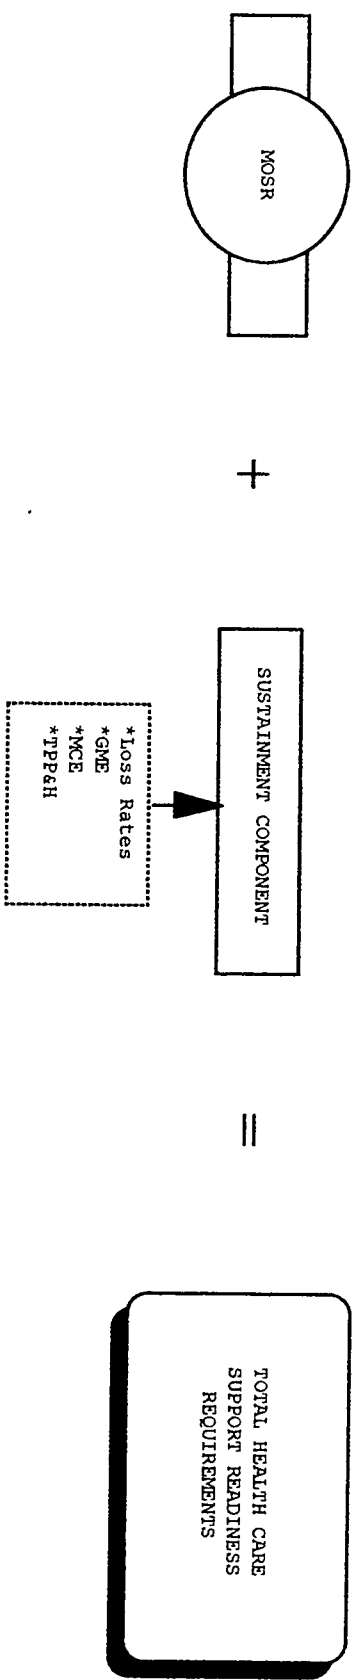 MOSR
+
SUSTAINMENT COMPONENT
*Loss Rates
*GME
*MCE
*TPP&H
=
TOTAL HEALTH CARE
SUPPORT READINESS
REQUIREMENTS